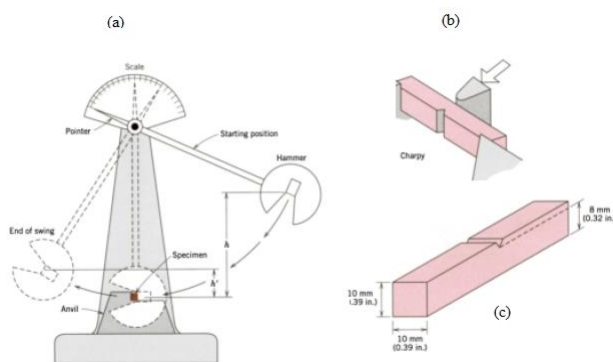 (a)
Scale
Pointer
Starting position
Hammer
h
End of swing
Specimen
h'
Anvil
(b)
Charpy
8 mm
(0.32 in.
10 mm
.39 in.)
10 mm
(0.39 in.)
(c)